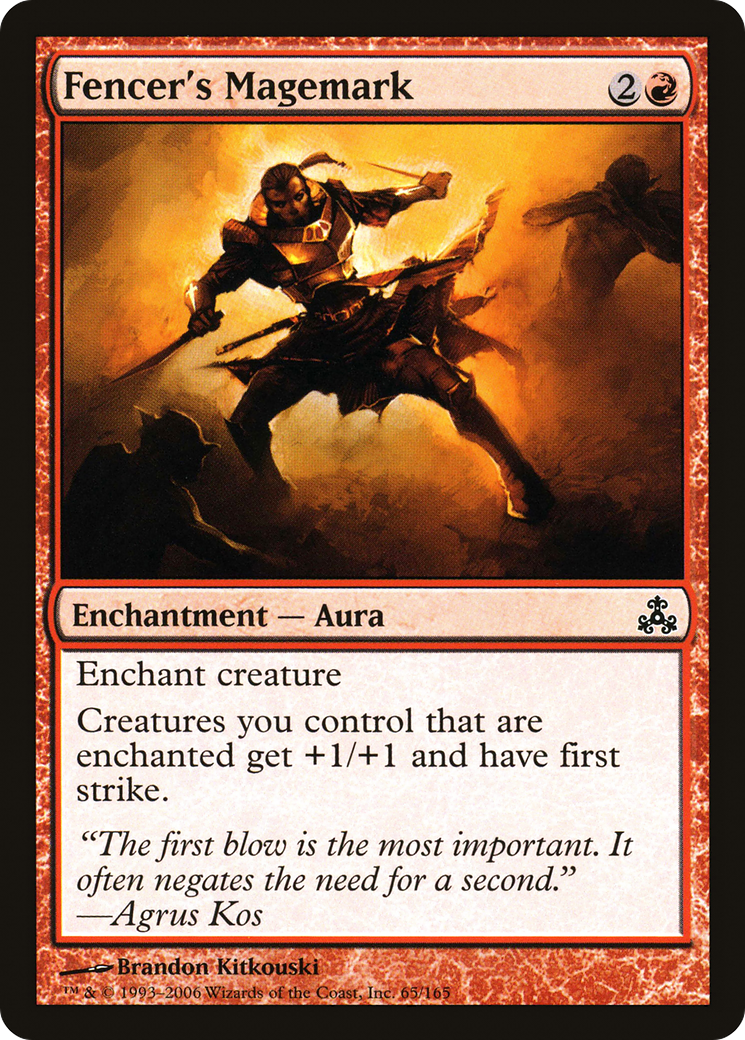 Fencer's Magemark 2
Enchantment — Aura
Enchant creature
Creatures you control that are
enchanted get +1/+1 and have first
strike.
“The first blow is the most important. It
often negates the need for a second.”
—Agrus Kos
Brandon Kitkouski
™ & © 1993–2006 Wizards of the Coast, Inc. 65/165